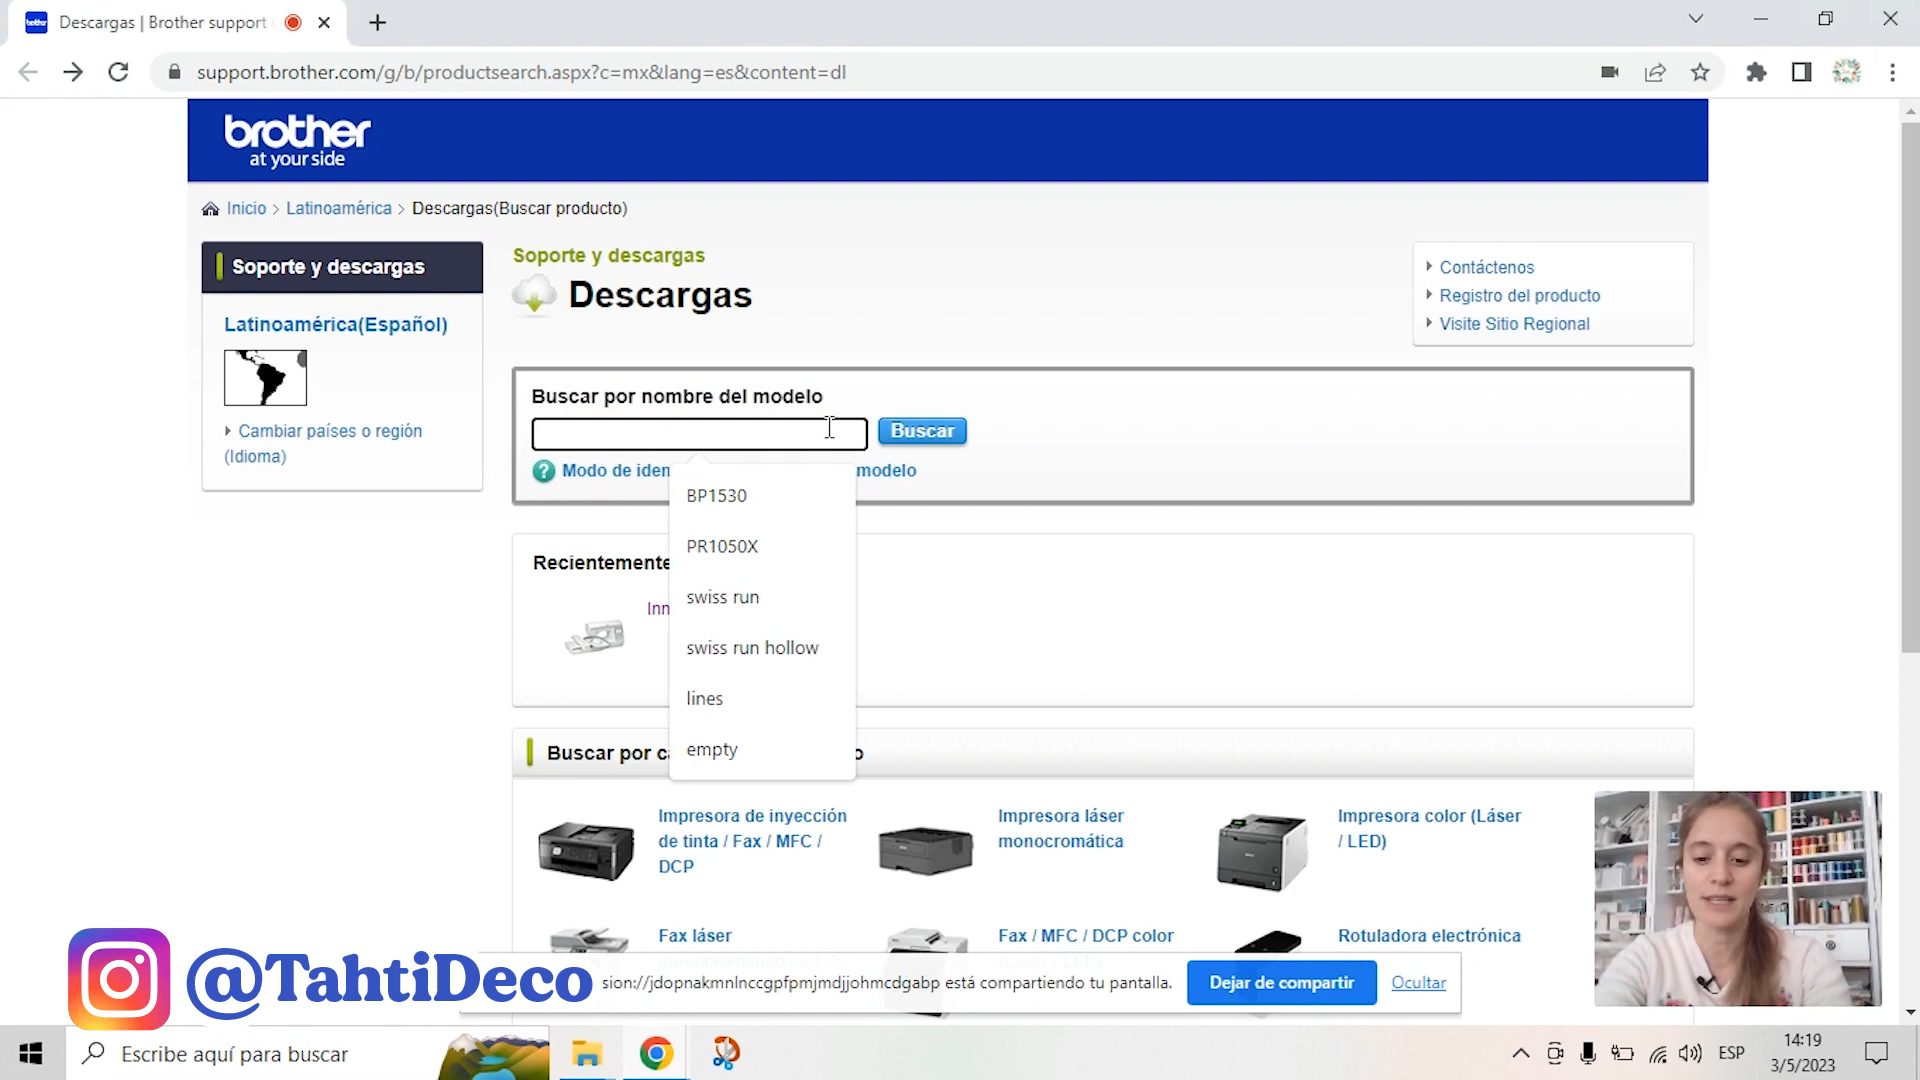 Descargas | Brother support
support.brother.com/g/b/productsearch.aspx?c=mx&lang=es&content=dl
brother
at your side
Inicio > Latinoamérica > Descargas(Buscar producto)
Soporte y descargas
Latinoamérica(Español)
Cambiar países o región
(Idioma)
Soporte y descargas
Descargas
Contáctenos
Registro del producto
Visite Sitio Regional
Buscar por nombre del modelo
Buscar
Modo de iden modelo
BP1530
PR1050X
swiss run
swiss run hollow
lines
empty
Recientemente
Inn
Buscar por
Impresora de inyección
de tinta / Fax / MFC /
DCP
Impresora láser
monocromática
Impresora color (Láser
/ LED)
Fax láser
Fax / MFC / DCP color
Rotuladora electrónica
@TahtiDeco
sion://jdopnakmnlnccgpfpmjmdjjohmcdgabp está compartiendo tu pantalla.
Dejar de compartir
Ocultar
Escribe aquí para buscar
ESP
14:19
3/5/2023